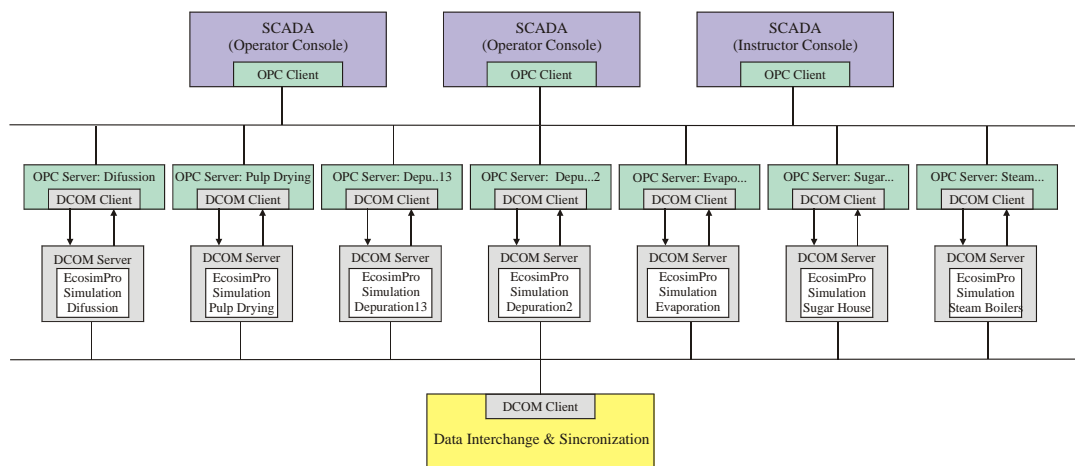 SCADA
(Operator Console)
OPC Client
SCADA
(Operator Console)
OPC Client
SCADA
(Instructor Console)
OPC Client
OPC Server: Difussion
DCOM Client
OPC Server: Pulp Drying
DCOM Client
OPC Server: Depu..13
DCOM Client
OPC Server: Depu...2
DCOM Client
OPC Server: Evapo...
DCOM Client
OPC Server: Sugar...
DCOM Client
OPC Server: Steam...
DCOM Client
DCOM Server
EcosimPro
Simulation
Difussion
DCOM Server
EcosimPro
Simulation
Pulp Drying
DCOM Server
EcosimPro
Simulation
Depuration13
DCOM Server
EcosimPro
Simulation
Depuration2
DCOM Server
EcosimPro
Simulation
Evaporation
DCOM Server
EcosimPro
Simulation
Sugar House
DCOM Server
EcosimPro
Simulation
Steam Boilers
DCOM Client
Data Interchange & Sincronization